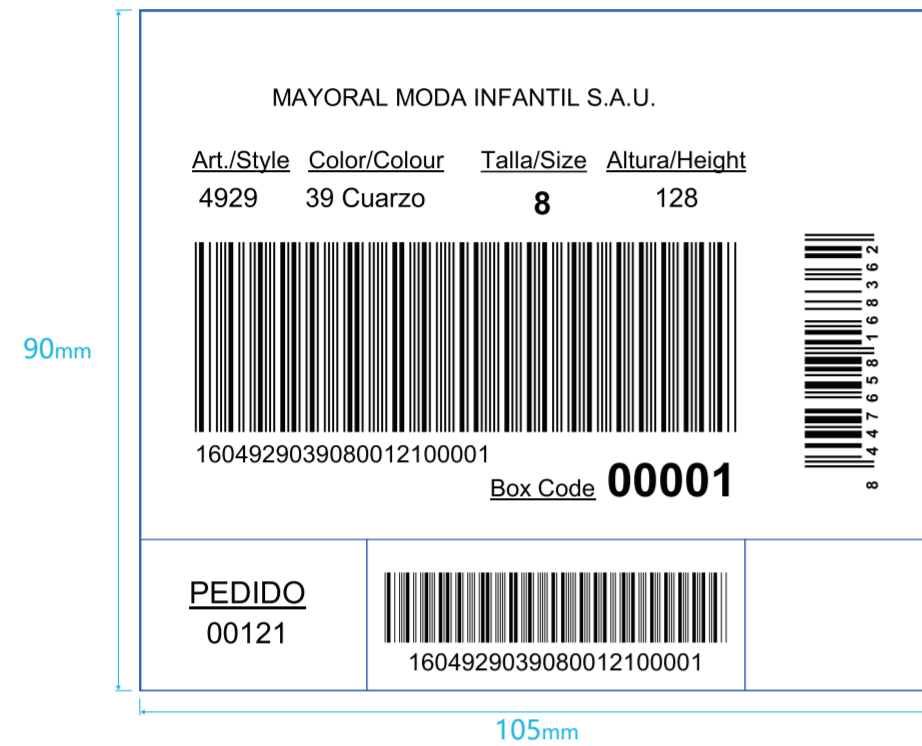 MAYORAL MODA INFANTIL S.A.U.
Art./Style Color/Colour Talla/Size Altura/Height
4929 39 Cuarzo 8 128
1604929039080012100001
Box Code 00001
8447658168362
90mm
PEDIDO
00121
1604929039080012100001
105mm